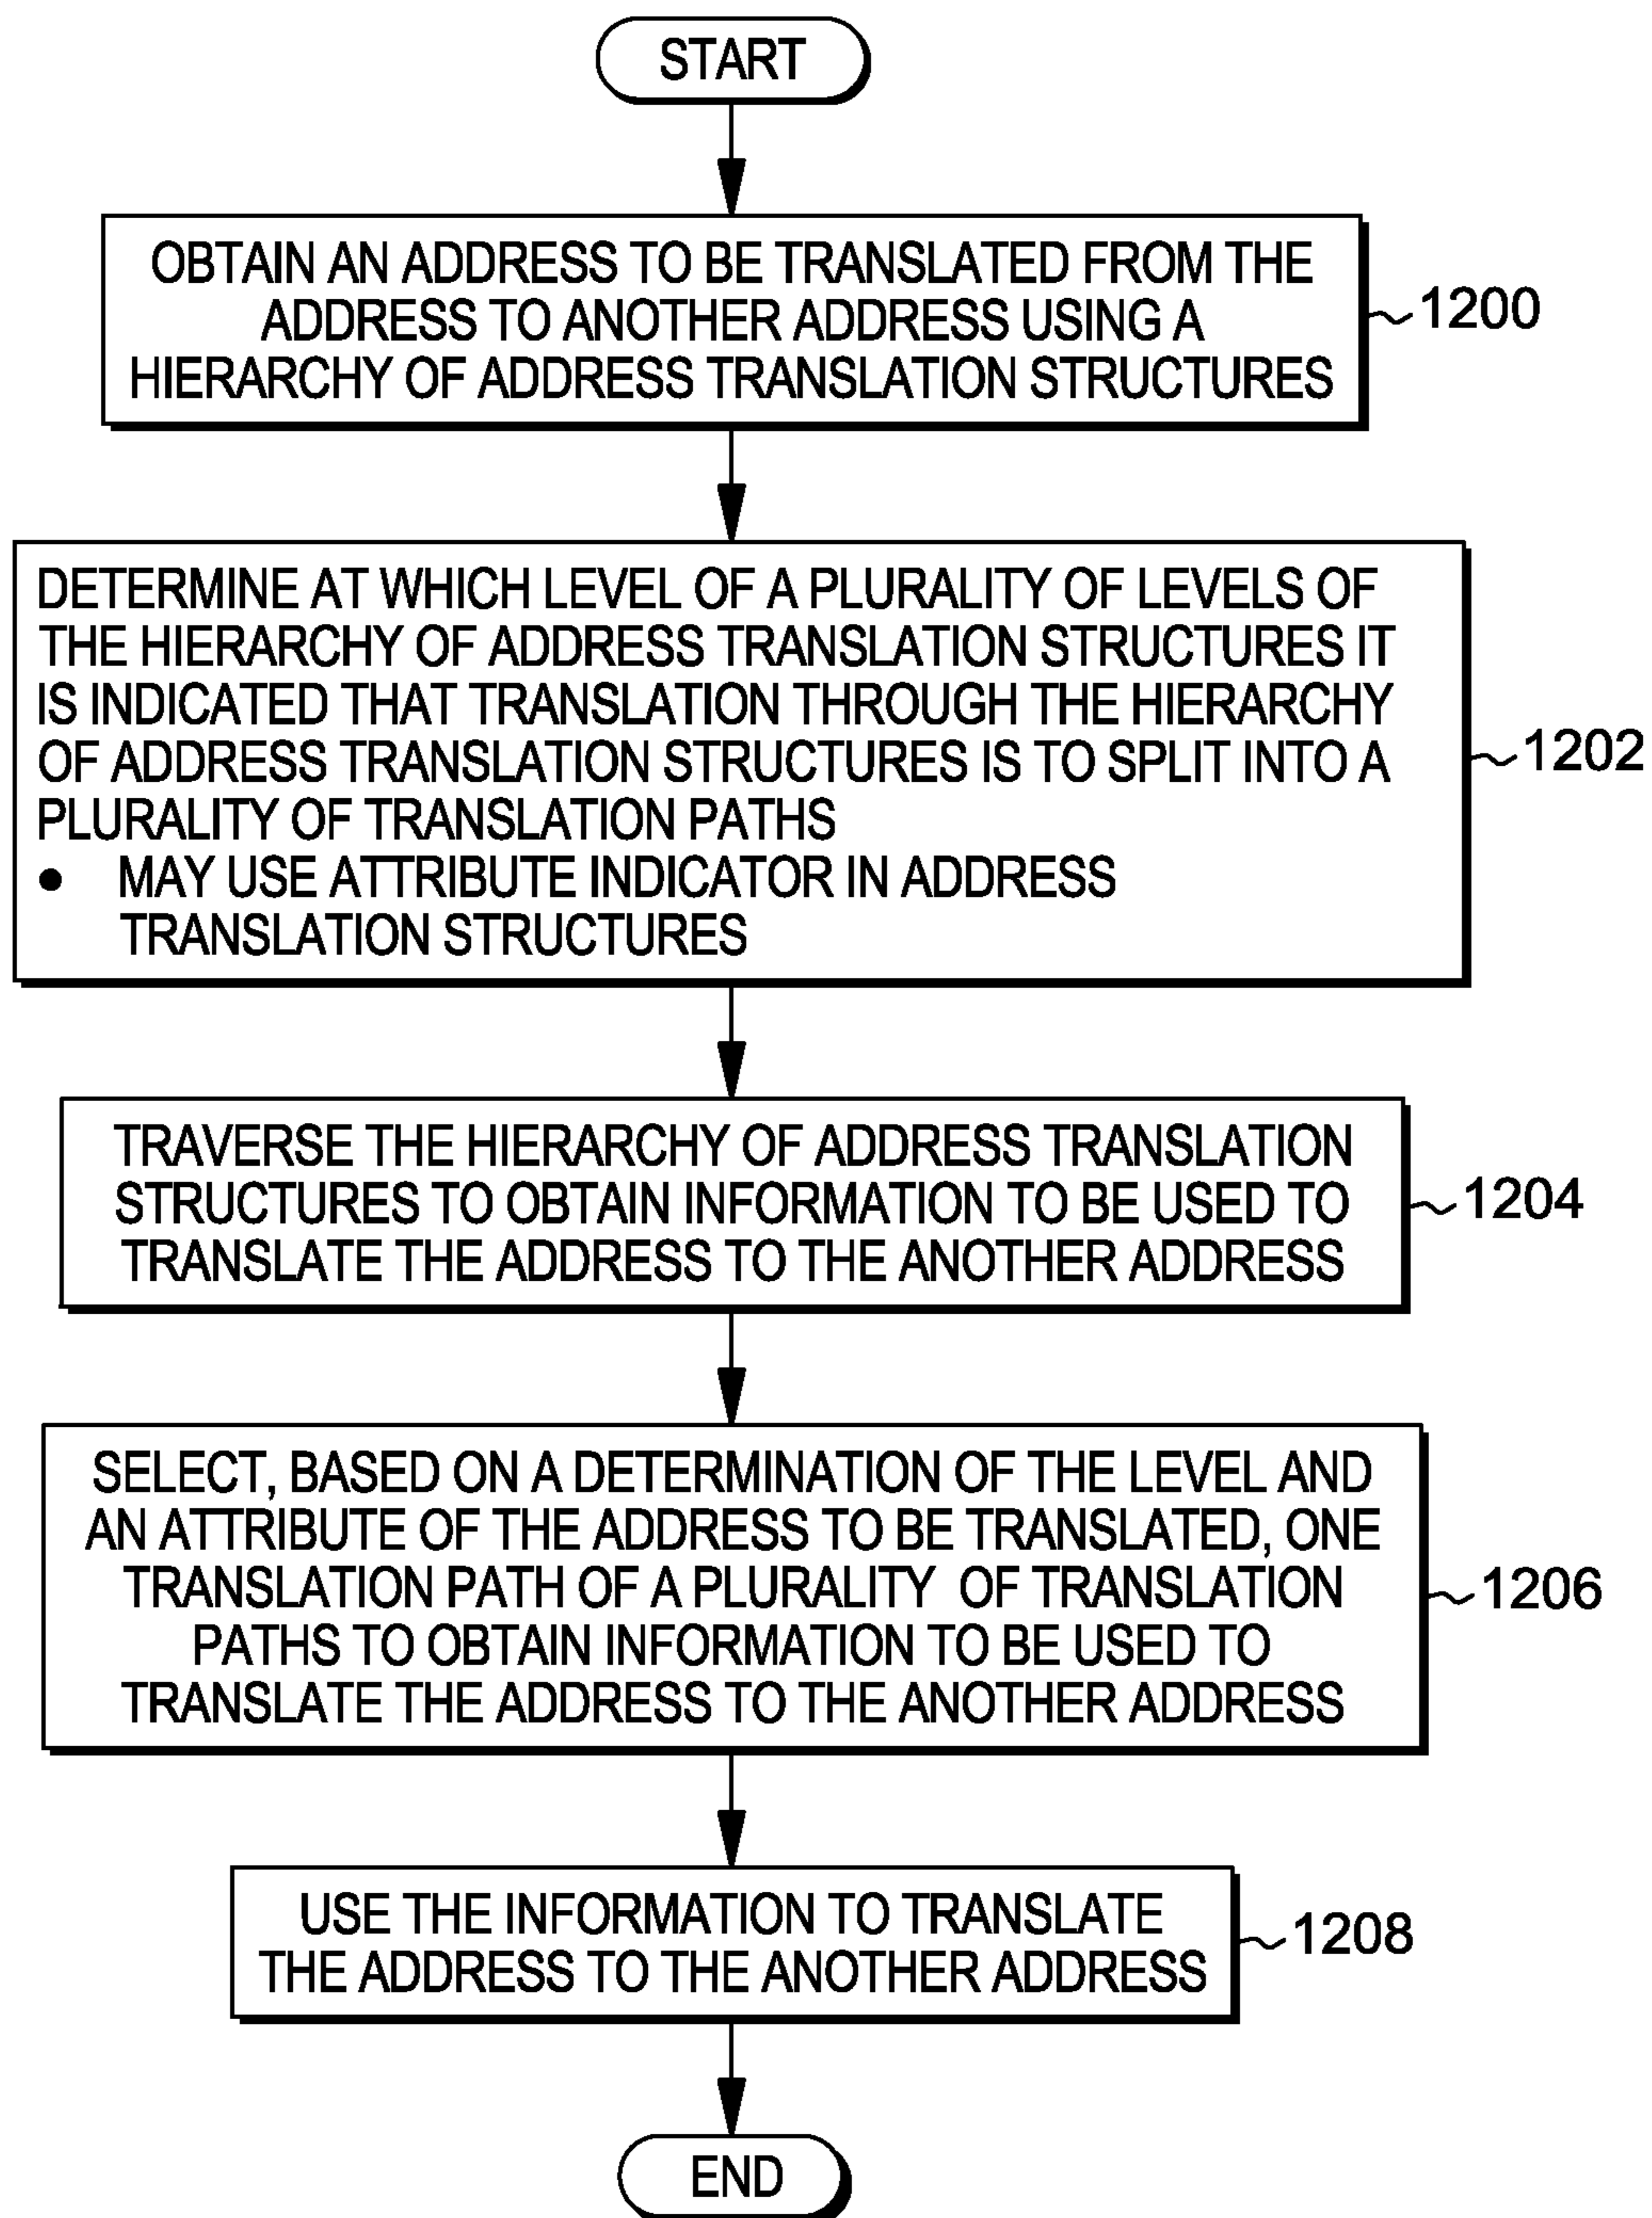 START
OBTAIN AN ADDRESS TO BE TRANSLATED FROM THE
ADDRESS TO ANOTHER ADDRESS USING A
HIERARCHY OF ADDRESS TRANSLATION STRUCTURES
1200
DETERMINE AT WHICH LEVEL OF A PLURALITY OF LEVELS OF
THE HIERARCHY OF ADDRESS TRANSLATION STRUCTURES IT
IS INDICATED THAT TRANSLATION THROUGH THE HIERARCHY
OF ADDRESS TRANSLATION STRUCTURES IS TO SPLIT INTO A
PLURALITY OF TRANSLATION PATHS
● MAY USE ATTRIBUTE INDICATOR IN ADDRESS
TRANSLATION STRUCTURES
1202
TRAVERSE THE HIERARCHY OF ADDRESS TRANSLATION
STRUCTURES TO OBTAIN INFORMATION TO BE USED TO
TRANSLATE THE ADDRESS TO THE ANOTHER ADDRESS
1204
SELECT, BASED ON A DETERMINATION OF THE LEVEL AND
AN ATTRIBUTE OF THE ADDRESS TO BE TRANSLATED, ONE
TRANSLATION PATH OF A PLURALITY OF TRANSLATION
PATHS TO OBTAIN INFORMATION TO BE USED TO
TRANSLATE THE ADDRESS TO THE ANOTHER ADDRESS
1206
USE THE INFORMATION TO TRANSLATE
THE ADDRESS TO THE ANOTHER ADDRESS
1208
END